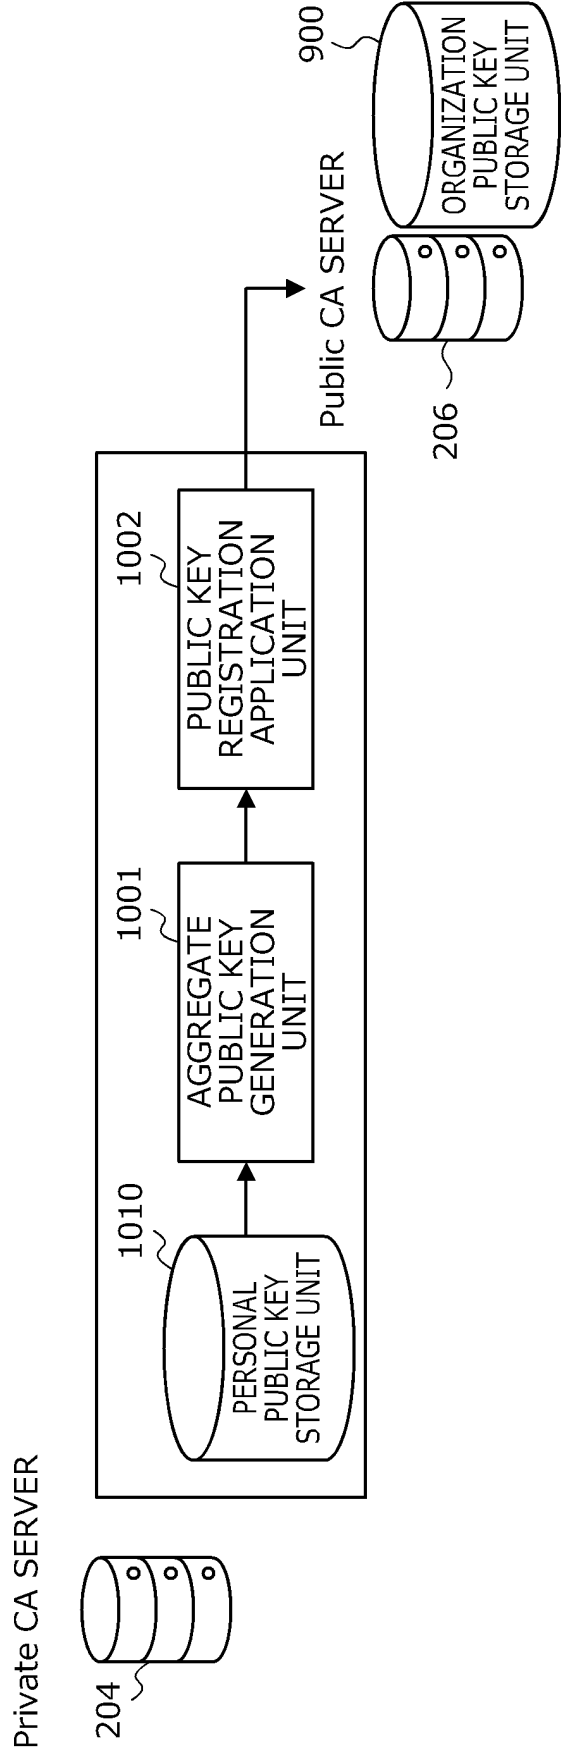 Private CA SERVER
204
1010
PERSONAL
PUBLIC KEY
STORAGE UNIT
1001
AGGREGATE
PUBLIC KEY
GENERATION
UNIT
1002
PUBLIC KEY
REGISTRATION
APPLICATION
UNIT
Public CA SERVER
206
900
ORGANIZATION
PUBLIC KEY
STORAGE UNIT